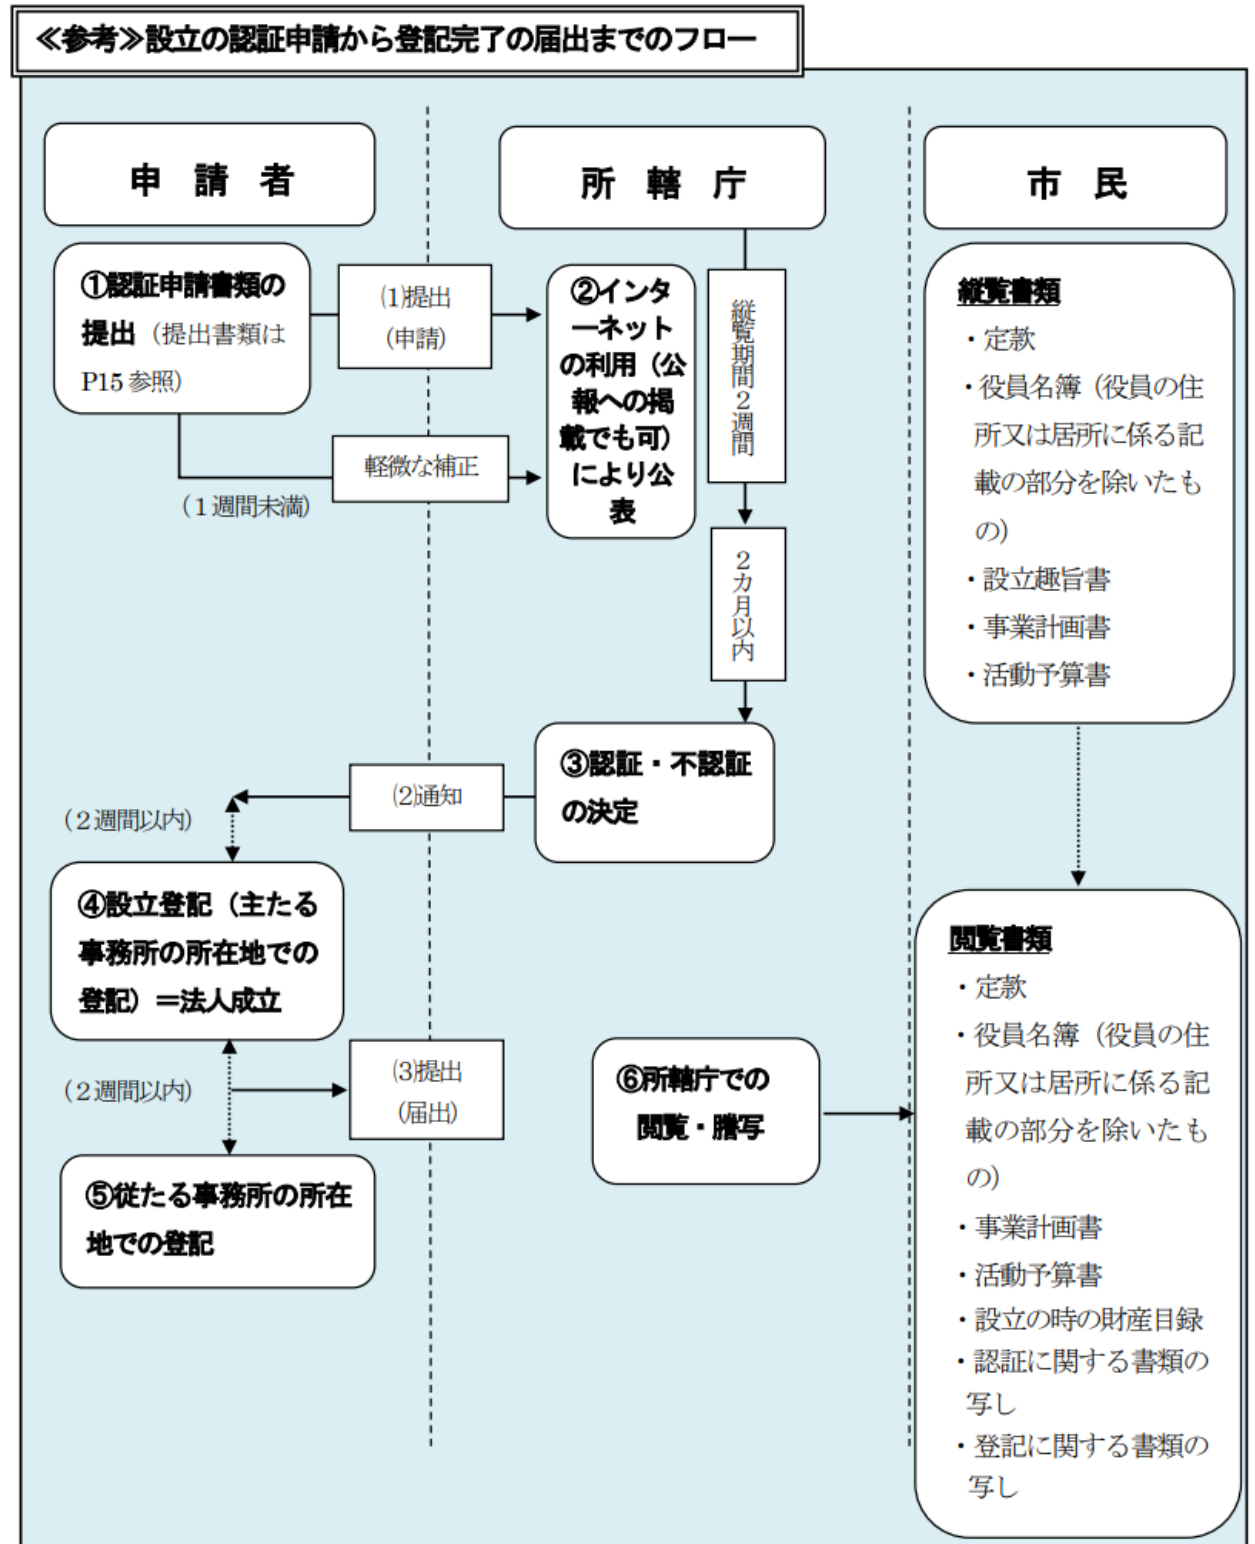 ≪参考≫設立の認証申請から登記完了の届出までのフロー
申 請 者
所 轄 庁
市 民
①認証申請書類の
提出（提出書類は
P15 参照）
(1)提出
(申請)
軽微な補正
（１週間未満）
②インタ
ーネット
の利用（公
報への掲
載でも可）
により公
表
縦覧期間２週間
２カ月以内
③認証・不認証
の決定
(2)通知
（２週間以内）
④設立登記（主たる
事務所の所在地での
登記）＝法人成立
（２週間以内）
(3)提出
(届出)
⑤従たる事務所の所在
地での登記
⑥所轄庁での
閲覧・謄写
縦覧書類
・定款
・役員名簿（役員の住
所又は居所に係る記
載の部分を除いたも
の）
・設立趣旨書
・事業計画書
・活動予算書
閲覧書類
・定款
・役員名簿（役員の住
所又は居所に係る記
載の部分を除いたも
の）
・事業計画書
・活動予算書
・設立の時の財産目録
・認証に関する書類の
写し
・登記に関する書類の
写し